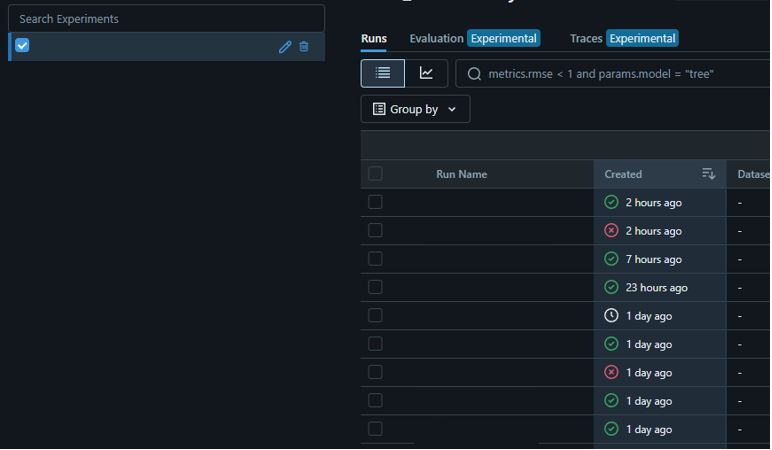 Search Experiments
Runs Evaluation Experimental Traces Experimental
metrics.rmse < 1 and params.model = "tree"
Group by
Run Name Created Datase
2 hours ago -
2 hours ago -
7 hours ago -
23 hours ago -
1 day ago -
1 day ago -
1 day ago -
1 day ago -
1 day ago -